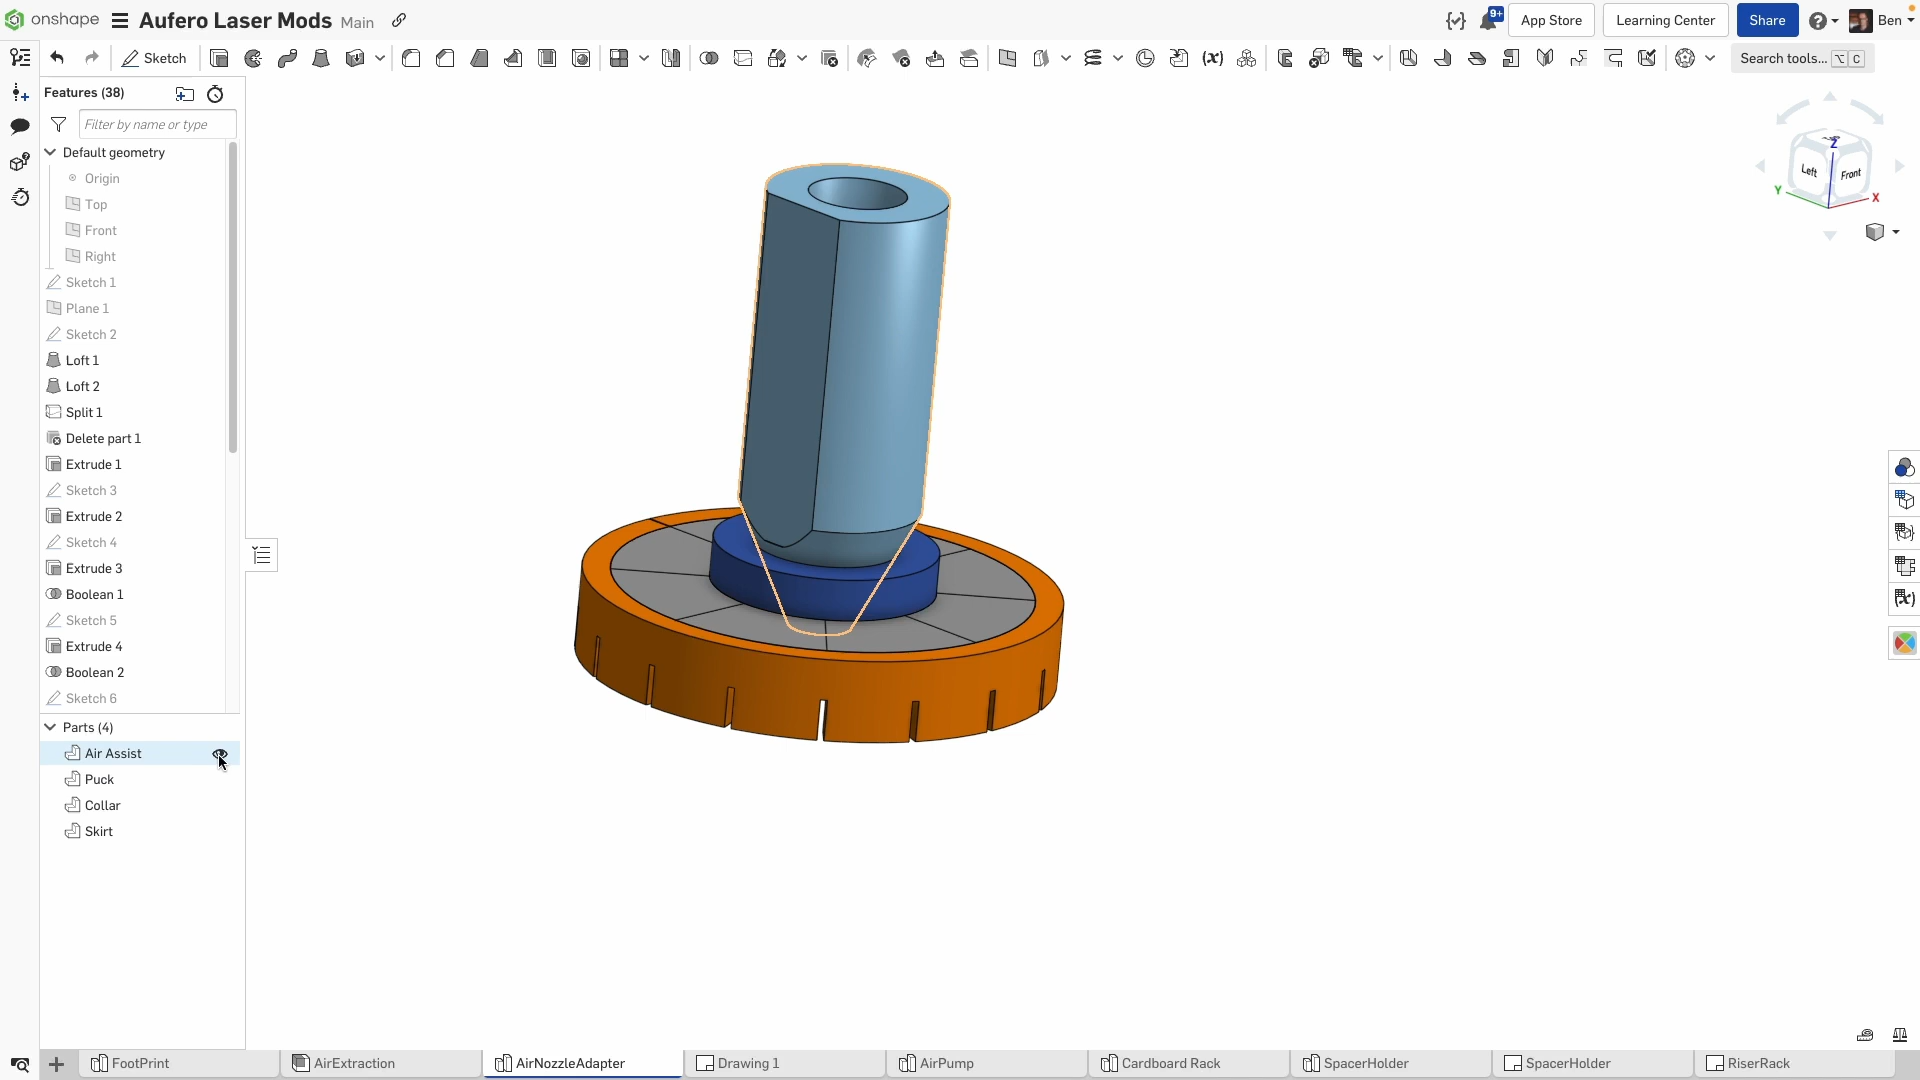 onshape Aufero Laser Mods Main 9+ App Store Learning Center Share Ben
Sketch Search tools... ⌥ C
Features (38)
Filter by name or type
Default geometry
Origin
Top
Front
Right
Sketch 1
Plane 1
Sketch 2
Loft 1
Loft 2
Split 1
Delete part 1
Extrude 1
Sketch 3
Extrude 2
Sketch 4
Extrude 3
Boolean 1
Sketch 5
Extrude 4
Boolean 2
Sketch 6
Parts (4)
Air Assist
Puck
Collar
Skirt
Z
Left Front
Y X
FootPrint AirExtraction AirNozzleAdapter Drawing 1 AirPump Cardboard Rack SpacerHolder SpacerHolder RiserRack